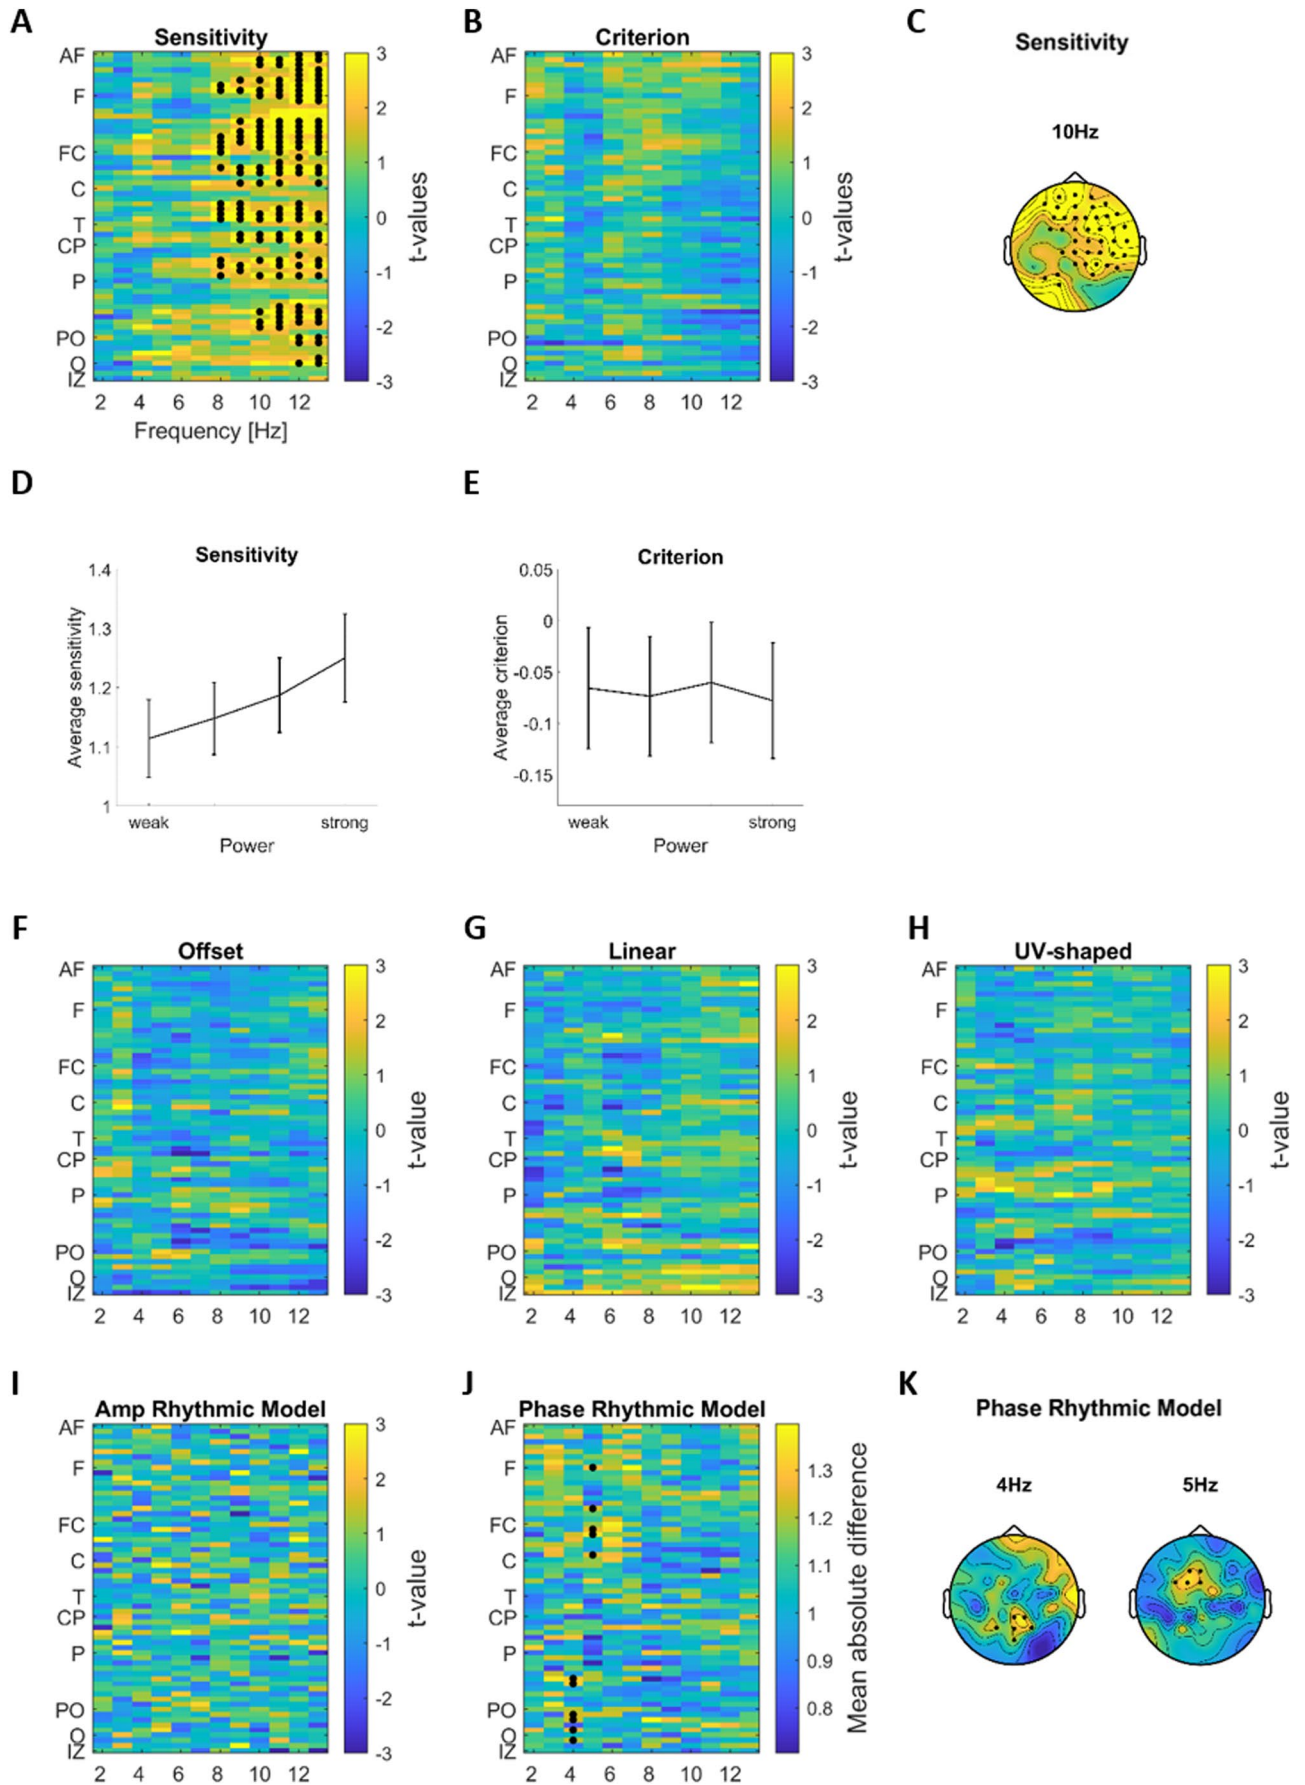 A
Sensitivity
AF
F
FC
C
T
CP
P
PO
O
IZ
2 4 6 8 10 12
Frequency [Hz]
3
2
1
0
-1
-2
-3
t-values
B
Criterion
AF
F
FC
C
T
CP
P
PO
O
IZ
2 4 6 8 10 12
3
2
1
0
-1
-2
-3
t-values
C
Sensitivity
10Hz
D
Sensitivity
Average sensitivity
1.4
1.3
1.2
1.1
1
weak strong
Power
E
Criterion
Average criterion
0.05
0
-0.05
-0.1
-0.15
weak strong
Power
F
Offset
AF
F
FC
C
T
CP
P
PO
O
IZ
2 4 6 8 10 12
3
2
1
0
-1
-2
-3
t-value
G
Linear
AF
F
FC
C
T
CP
P
PO
O
IZ
2 4 6 8 10 12
3
2
1
0
-1
-2
-3
t-value
H
UV-shaped
AF
F
FC
C
T
CP
P
PO
O
IZ
2 4 6 8 10 12
3
2
1
0
-1
-2
-3
t-value
I
Amp Rhythmic Model
AF
F
FC
C
T
CP
P
PO
O
IZ
2 4 6 8 10 12
3
2
1
0
-1
-2
-3
t-value
J
Phase Rhythmic Model
AF
F
FC
C
T
CP
P
PO
O
IZ
2 4 6 8 10 12
1.3
1.2
1.1
1
0.9
0.8
Mean absolute difference
K
Phase Rhythmic Model
4Hz 5Hz